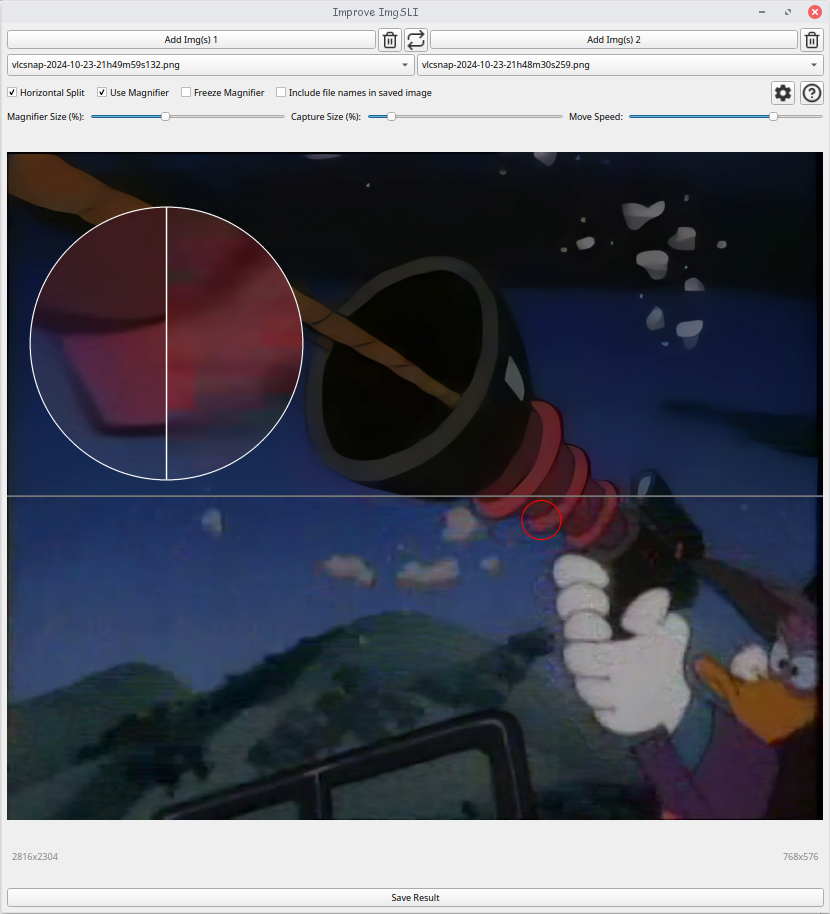 Improve ImgSLI
Add Img(s) 1
Add Img(s) 2
vlcsnap-2024-10-23-21h49m59s132.png
vlcsnap-2024-10-23-21h48m30s259.png
Horizontal Split
Use Magnifier
Freeze Magnifier
Include file names in saved image
Magnifier Size (%):
Capture Size (%):
Move Speed:
2816x2304
768x576
Save Result